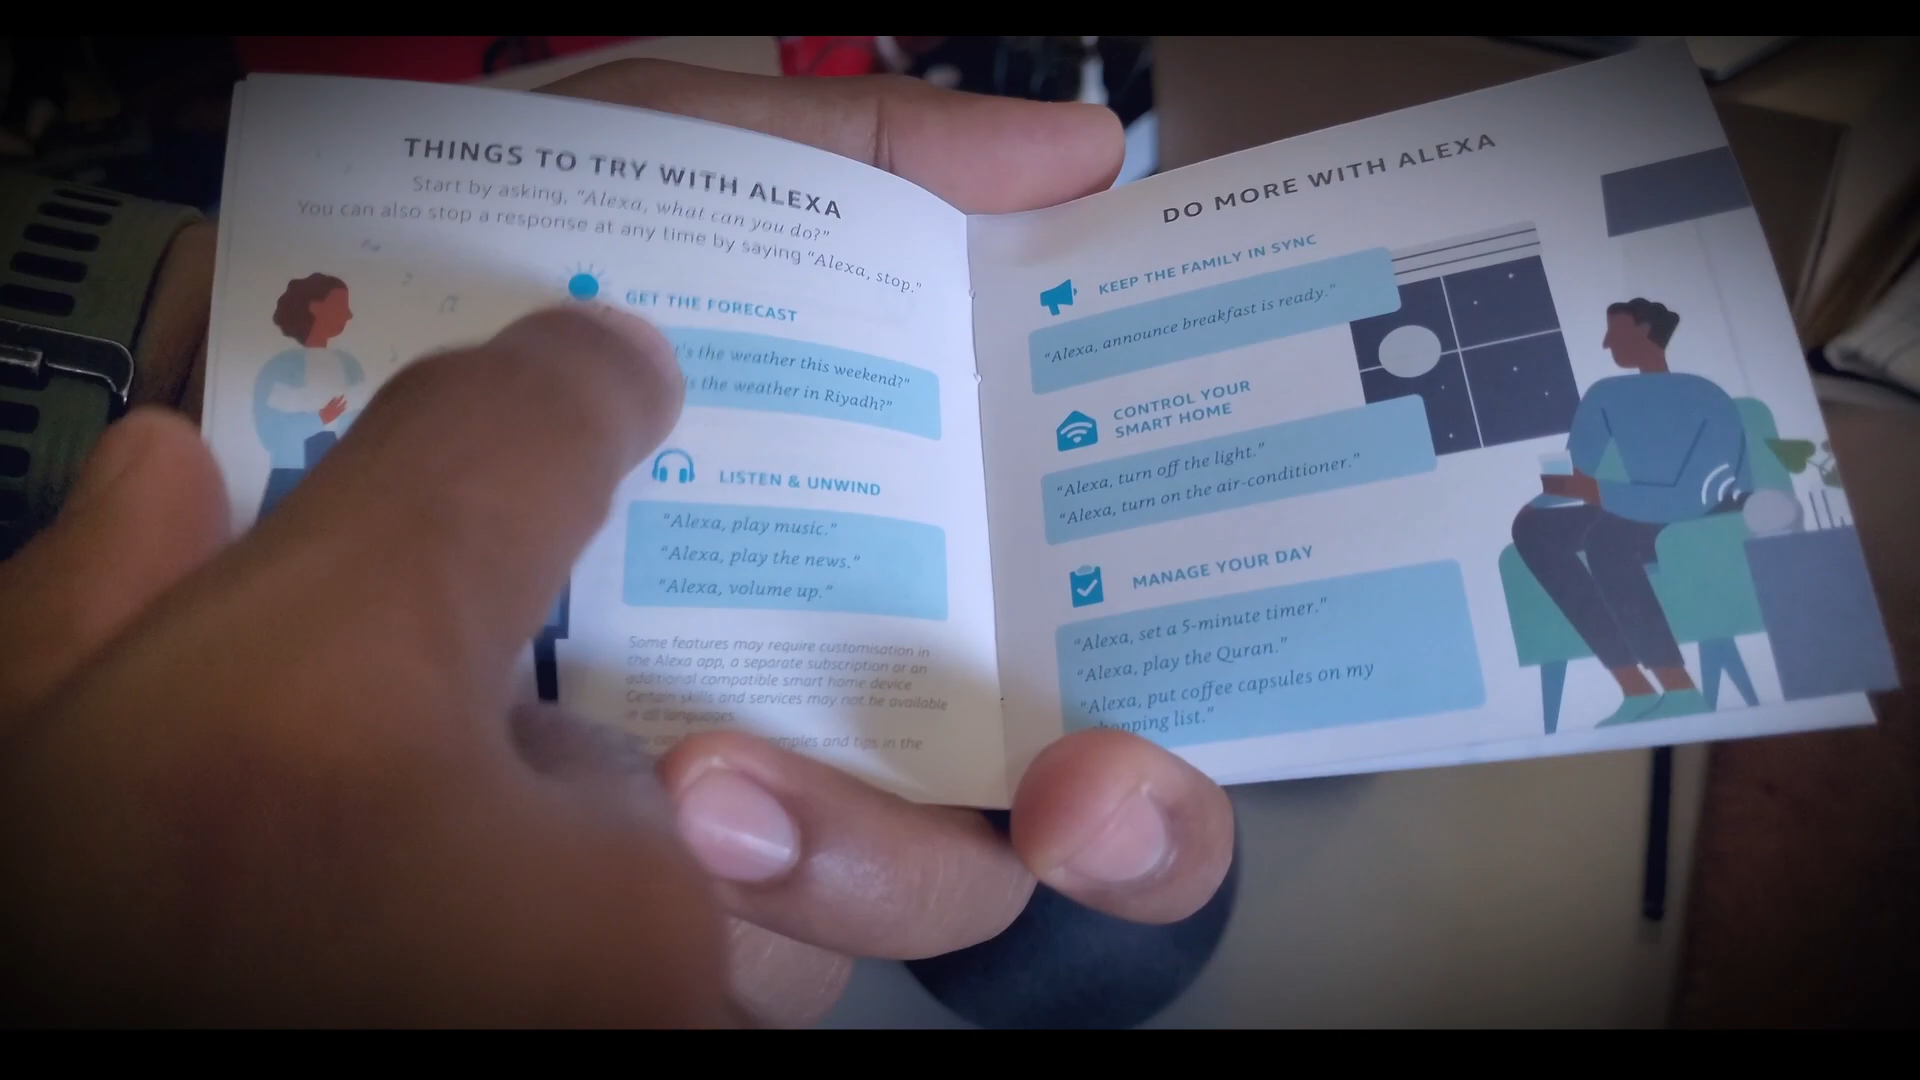 THINGS TO TRY WITH ALEXA
Start by asking, “Alexa, what can you do?”
You can also stop a response at any time by saying “Alexa, stop.”
GET THE FORECAST
the weather this weekend?”
the weather in Riyadh?”
LISTEN & UNWIND
“Alexa, play music.”
“Alexa, play the news.”
“Alexa, volume up.”
Some features may require customisation in
the Alexa app, a separate subscription or an
additional compatible smart home device
Certain skills and services may not be available
in all languages.
and tips in the
DO MORE WITH ALEXA
KEEP THE FAMILY IN SYNC
“Alexa, announce breakfast is ready.”
CONTROL YOUR
SMART HOME
“Alexa, turn off the light.”
“Alexa, turn on the air-conditioner.”
MANAGE YOUR DAY
“Alexa, set a 5-minute timer.”
“Alexa, play the Quran.”
“Alexa, put coffee capsules on my
list.”